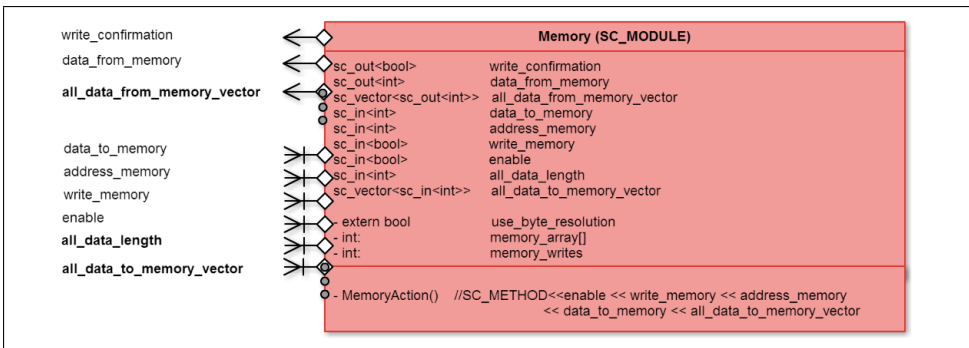 write_confirmation
data_from_memory
all_data_from_memory_vector
data_to_memory
address_memory
write_memory
enable
all_data_length
all_data_to_memory_vector
Memory (SC_MODULE)
sc_out<bool> write_confirmation
sc_out<int> data_from_memory
sc_vector<sc_out<int>> all_data_from_memory_vector
sc_in<int> data_to_memory
sc_in<int> address_memory
sc_in<bool> write_memory
sc_in<bool> enable
sc_in<int> all_data_length
sc_vector<sc_in<int>> all_data_to_memory_vector
- extern bool use_byte_resolution
- int: memory_array[]
- int: memory_writes
- MemoryAction() //SC_METHOD<<enable << write_memory << address_memory
<< data_to_memory << all_data_to_memory_vector